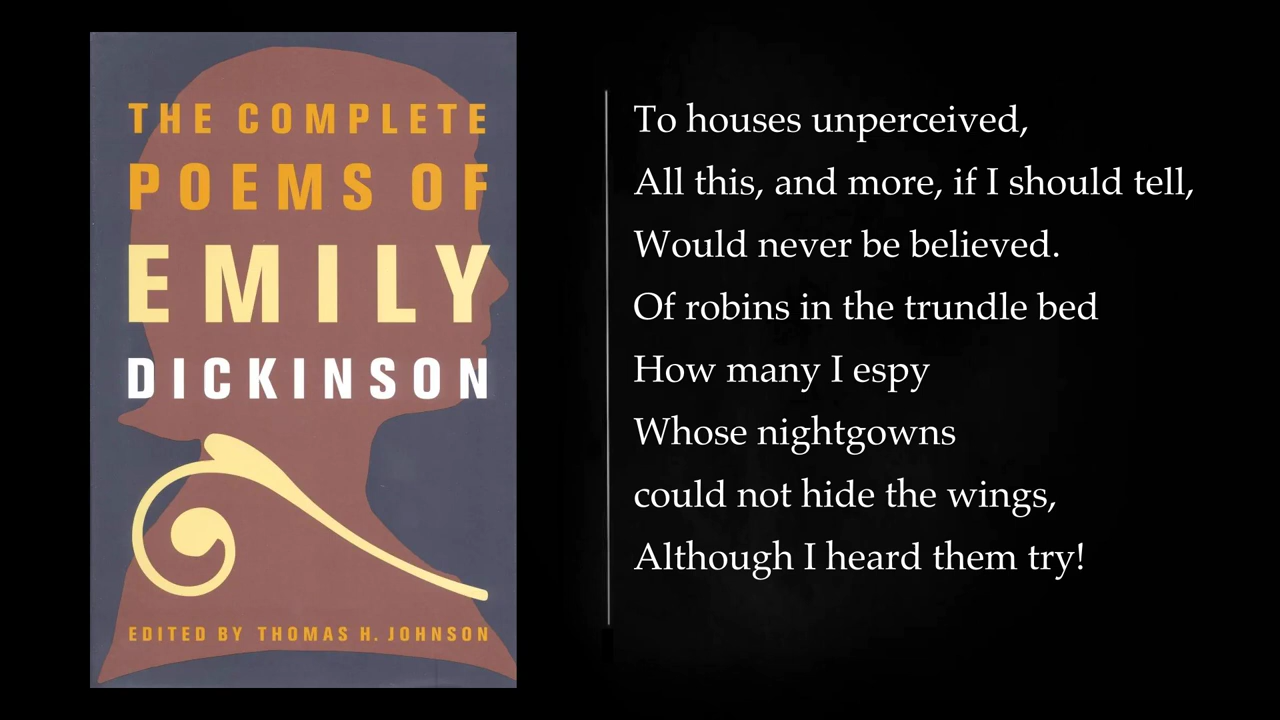 THE COMPLETE
POEMS OF
EMILY
DICKINSON
EDITED BY THOMAS H. JOHNSON
To houses unperceived,
All this, and more, if I should tell,
Would never be believed.
Of robins in the trundle bed
How many I espy
Whose nightgowns
could not hide the wings,
Although I heard them try!